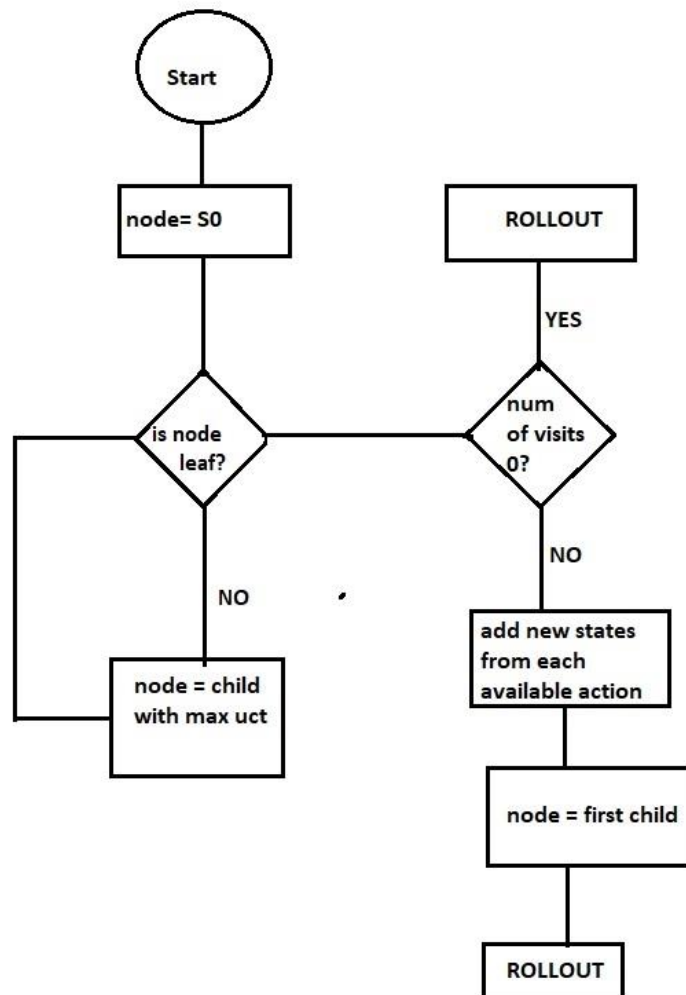 Start
node= S0
is node
leaf?
NO
node = child
with max uct
ROLLOUT
YES
num
of visits
0?
NO
add new states
from each
available action
node = first child
ROLLOUT